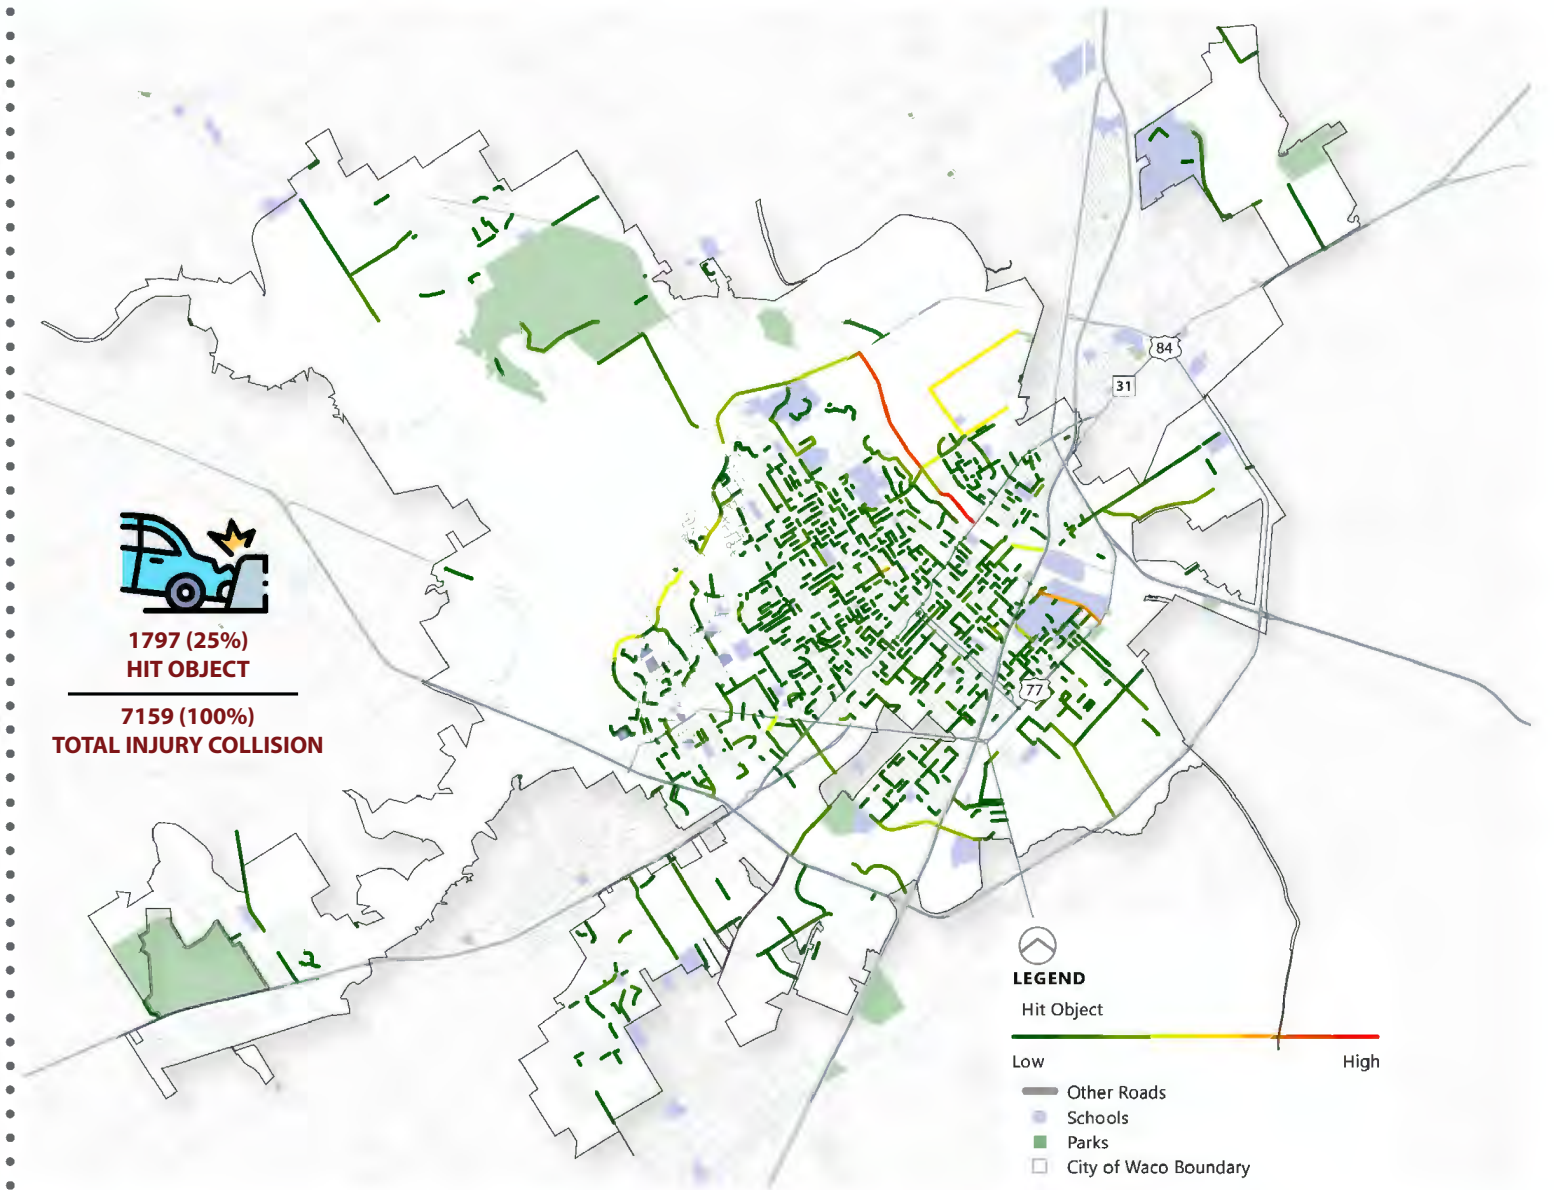 84
31
77
1797 (25%)
HIT OBJECT
7159 (100%)
TOTAL INJURY COLLISION
LEGEND
Hit Object
Low
High
Other Roads
Schools
Parks
City of Waco Boundary